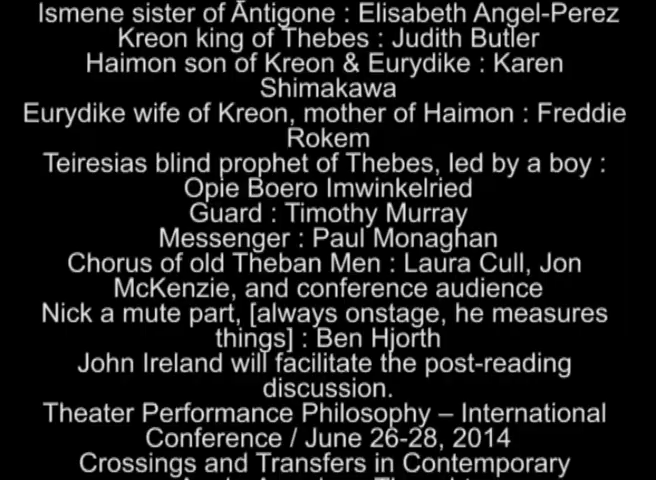 Ismene sister of Antigone : Elisabeth Angel-Perez
Kreon king of Thebes : Judith Butler
Haimon son of Kreon & Eurydike : Karen
Shimakawa
Eurydike wife of Kreon, mother of Haimon : Freddie
Rokem
Teiresias blind prophet of Thebes, led by a boy :
Opie Boero Imwinkelried
Guard : Timothy Murray
Messenger : Paul Monaghan
Chorus of old Theban Men : Laura Cull, Jon
McKenzie, and conference audience
Nick a mute part, [always onstage, he measures
things] : Ben Hjorth
John Ireland will facilitate the post-reading
discussion.
Theater Performance Philosophy – International
Conference / June 26-28, 2014
Crossings and Transfers in Contemporary